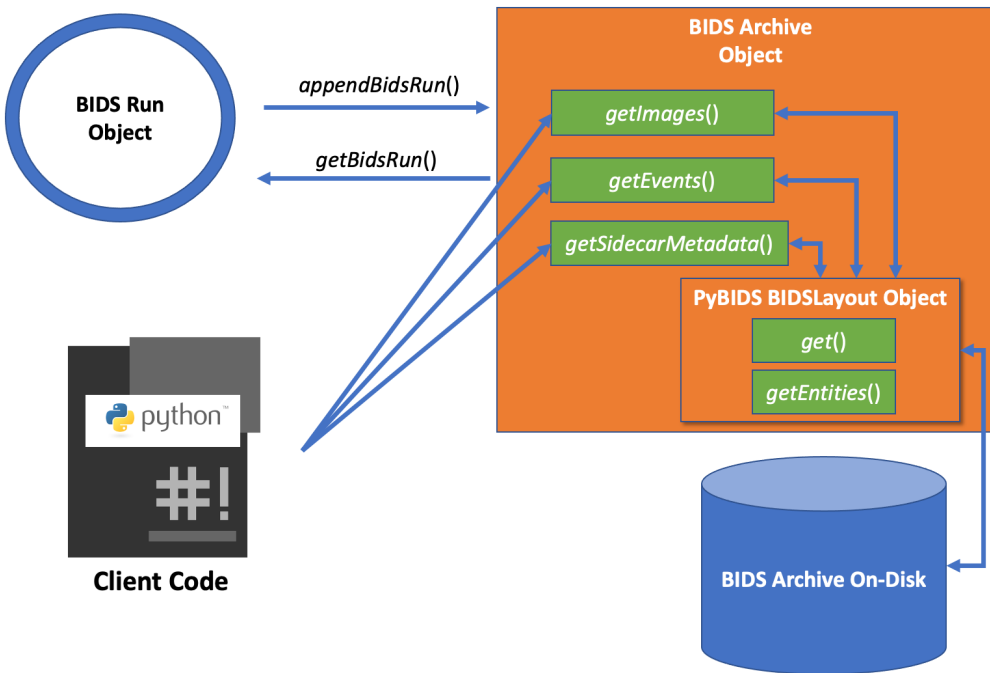 BIDS Archive
Object
BIDS Run
Object
appendBidsRun()
getBidsRun()
getImages()
getEvents()
getSidecarMetadata()
PyBIDS BIDSLayout Object
get()
getEntities()
python™
#!
Client Code
BIDS Archive On-Disk